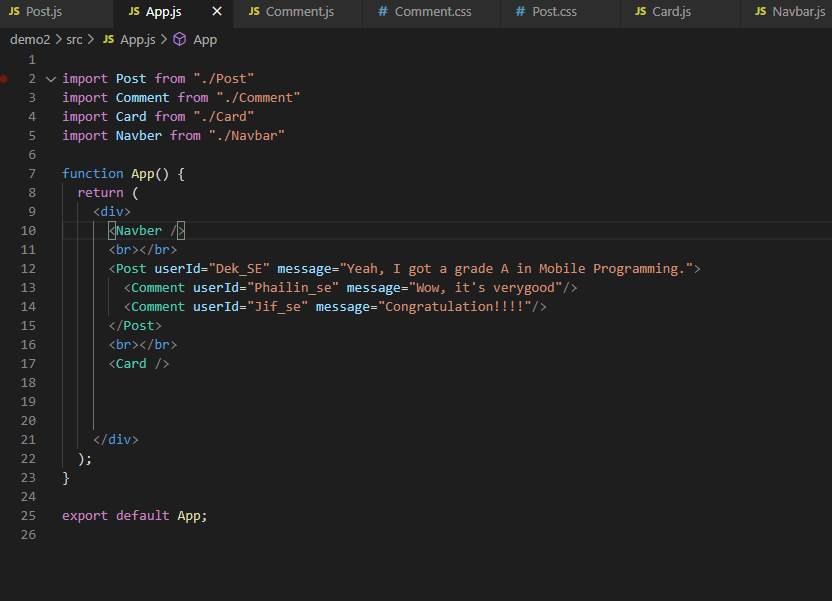 JS Post.js JS App.js × JS Comment.js # Comment.css # Post.css JS Card.js JS Navbar.js
demo2 > src > JS App.js > App
1
2 import Post from "./Post"
3 import Comment from "./Comment"
4 import Card from "./Card"
5 import Navber from "./Navbar"
6
7 function App() {
8 return (
9 <div>
10 <Navber />
11 <br></br>
12 <Post userId="Dek_SE" message="Yeah, I got a grade A in Mobile Programming.">
13 <Comment userId="Phailin_se" message="Wow, it's verygood"/>
14 <Comment userId="Jif_se" message="Congratulation!!!!"/>
15 </Post>
16 <br></br>
17 <Card />
18
19
20
21 </div>
22 );
23 }
24
25 export default App;
26